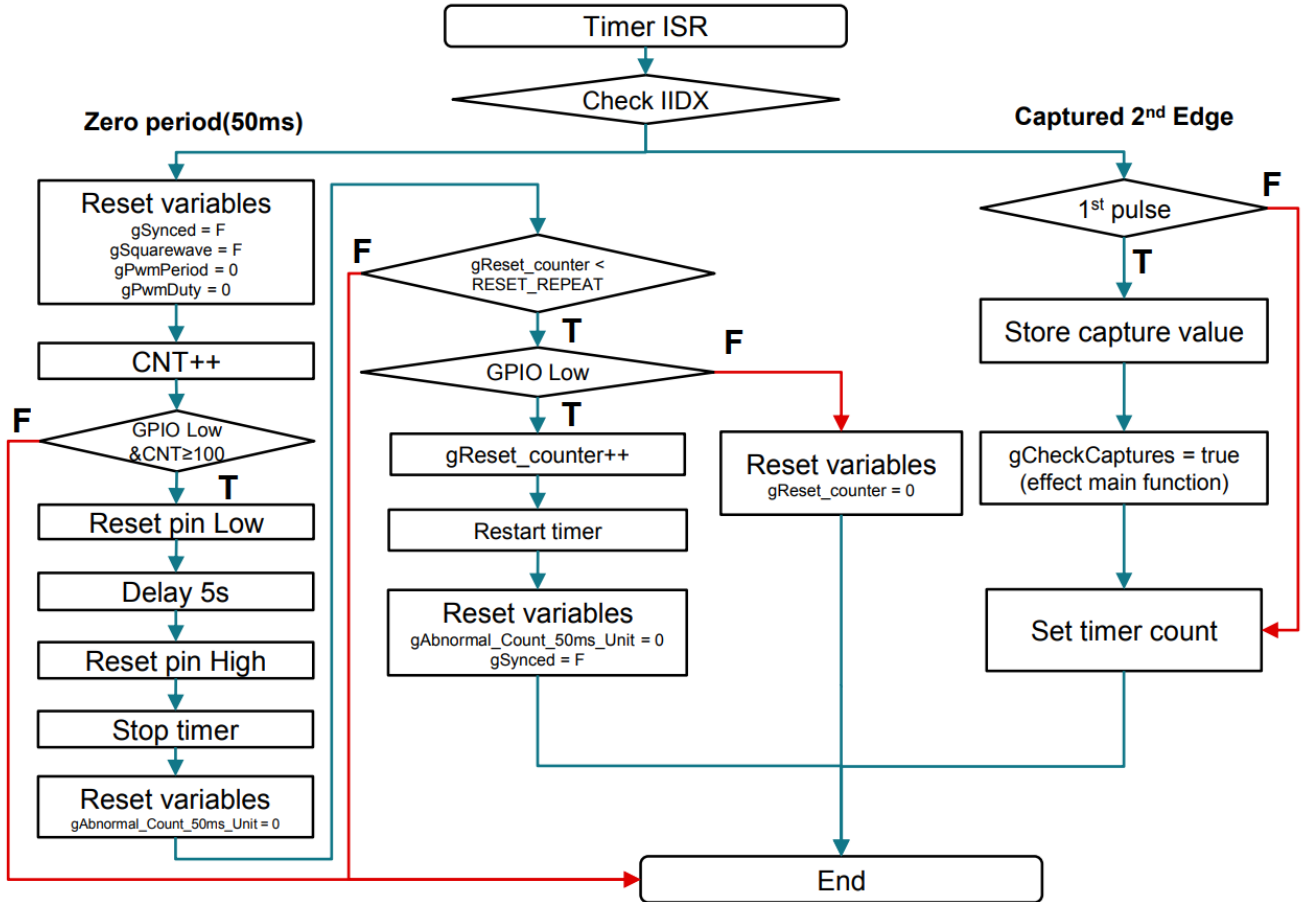 Timer ISR
Check IIDX
Zero period(50ms)
Captured 2nd Edge
Reset variables
gSynced = F
gSquarewave = F
gPwmPeriod = 0
gPwmDuty = 0
CNT++
F
GPIO Low
&CNT≥100
T
Reset pin Low
Delay 5s
Reset pin High
Stop timer
Reset variables
gAbnormal_Count_50ms_Unit = 0
F
gReset_counter <
RESET_REPEAT
T
GPIO Low
F
T
gReset_counter++
Restart timer
Reset variables
gAbnormal_Count_50ms_Unit = 0
gSynced = F
Reset variables
gReset_counter = 0
1st pulse
F
T
Store capture value
gCheckCaptures = true
(effect main function)
Set timer count
End